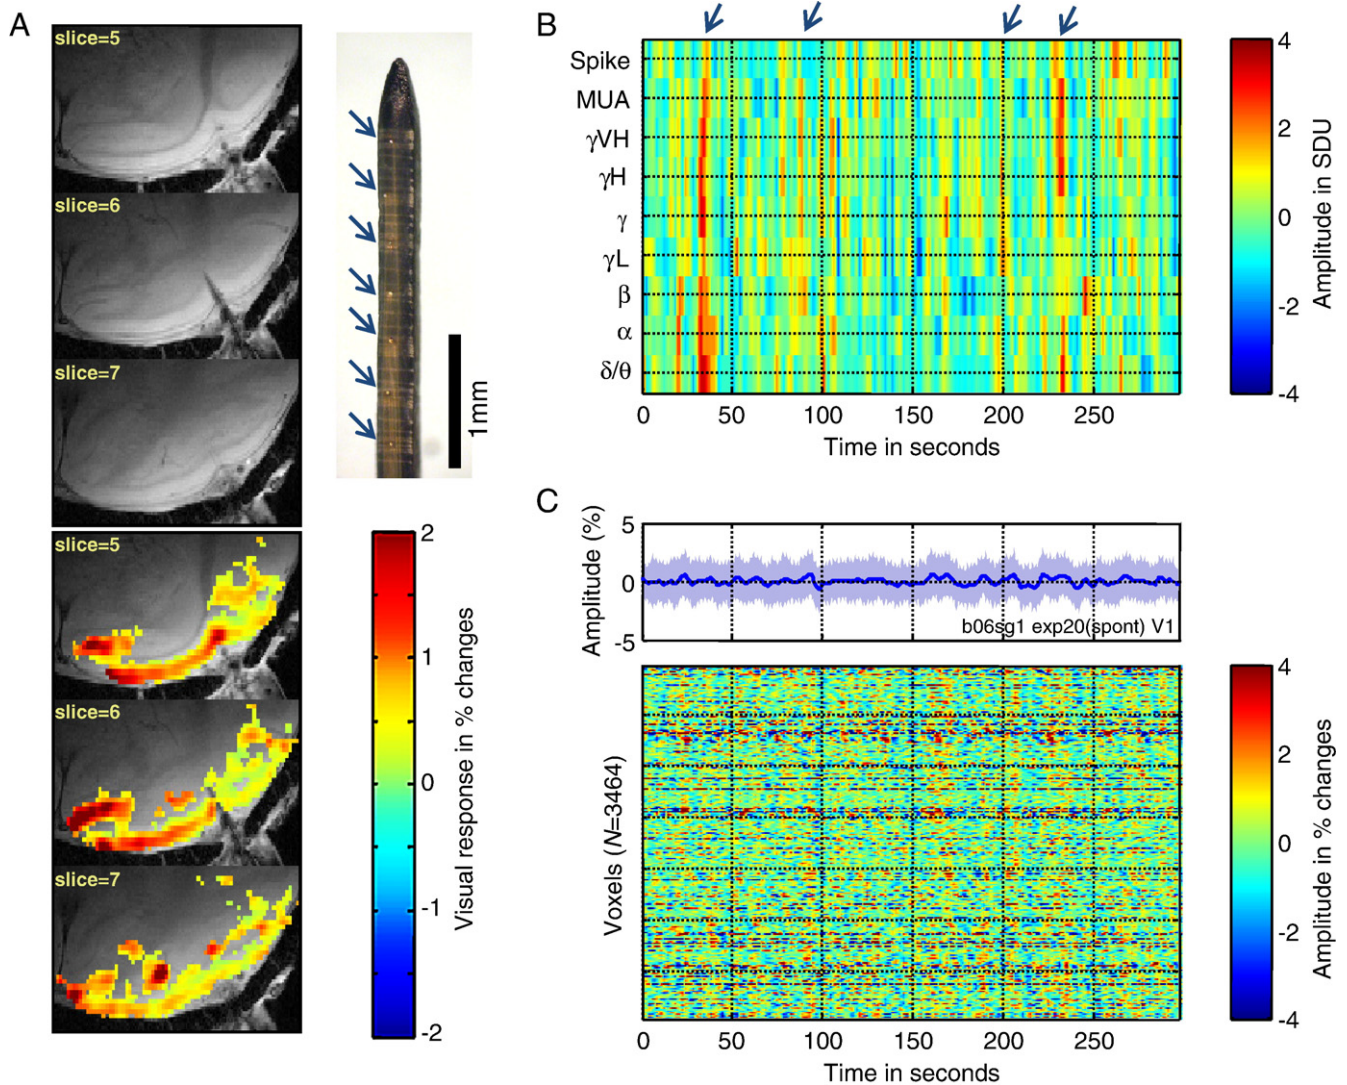 A
slice=5
slice=6
slice=7
1mm
slice=5
slice=6
slice=7
2
1
0
-1
-2
Visual response in % changes
B
Spike
MUA
γVH
γH
γ
γL
β
α
δ/θ
0 50 100 150 200 250
Time in seconds
4
2
0
-2
-4
Amplitude in SDU
C
Amplitude (%)
5
0
-5
b06sg1 exp20(spont) V1
Voxels (N=3464)
0 50 100 150 200 250
Time in seconds
4
2
0
-2
-4
Amplitude in % changes